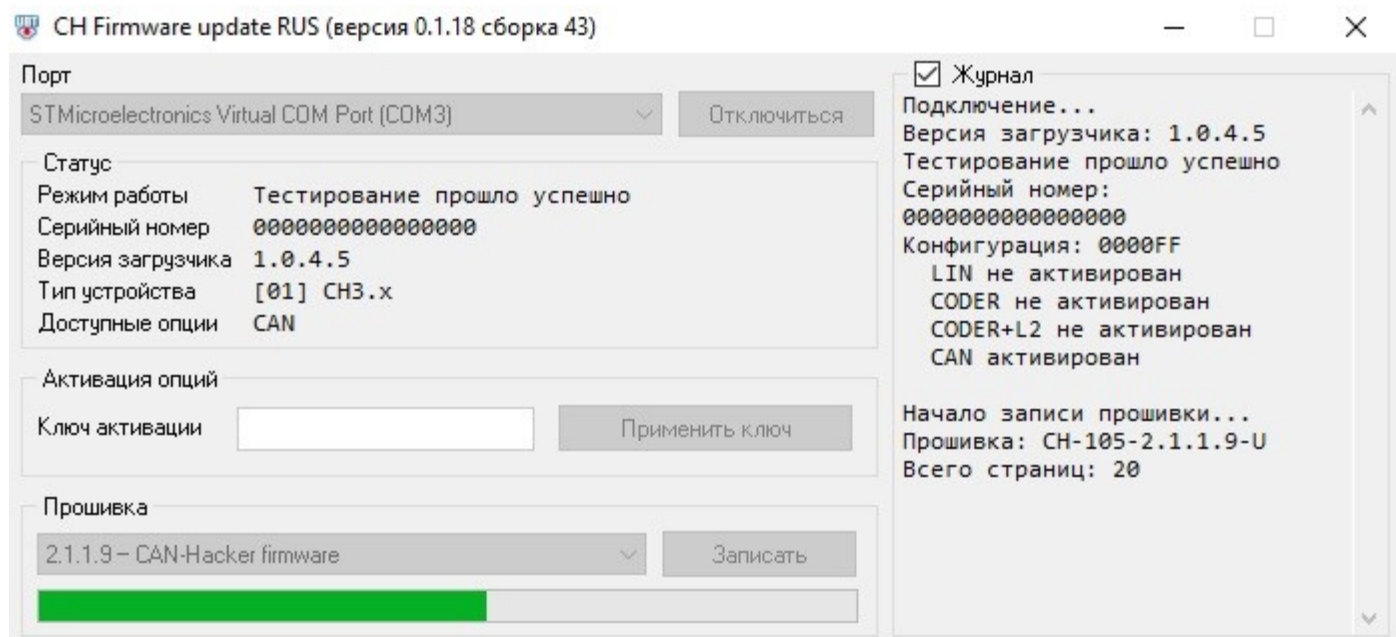 CH Firmware update RUS (версия 0.1.18 сборка 43)
Порт
STMicroelectronics Virtual COM Port (COM3)
Отключиться
Статус
Режим работы Тестирование прошло успешно
Серийный номер 0000000000000000
Версия загрузчика 1.0.4.5
Тип устройства [01] CH3.x
Доступные опции CAN
Активация опций
Ключ активации
Применить ключ
Прошивка
2.1.1.9 – CAN-Hacker firmware
Записать
Журнал
Подключение...
Версия загрузчика: 1.0.4.5
Тестирование прошло успешно
Серийный номер:
0000000000000000
Конфигурация: 0000FF
LIN не активирован
CODER не активирован
CODER+L2 не активирован
CAN активирован
Начало записи прошивки...
Прошивка: CH-105-2.1.1.9-U
Всего страниц: 20